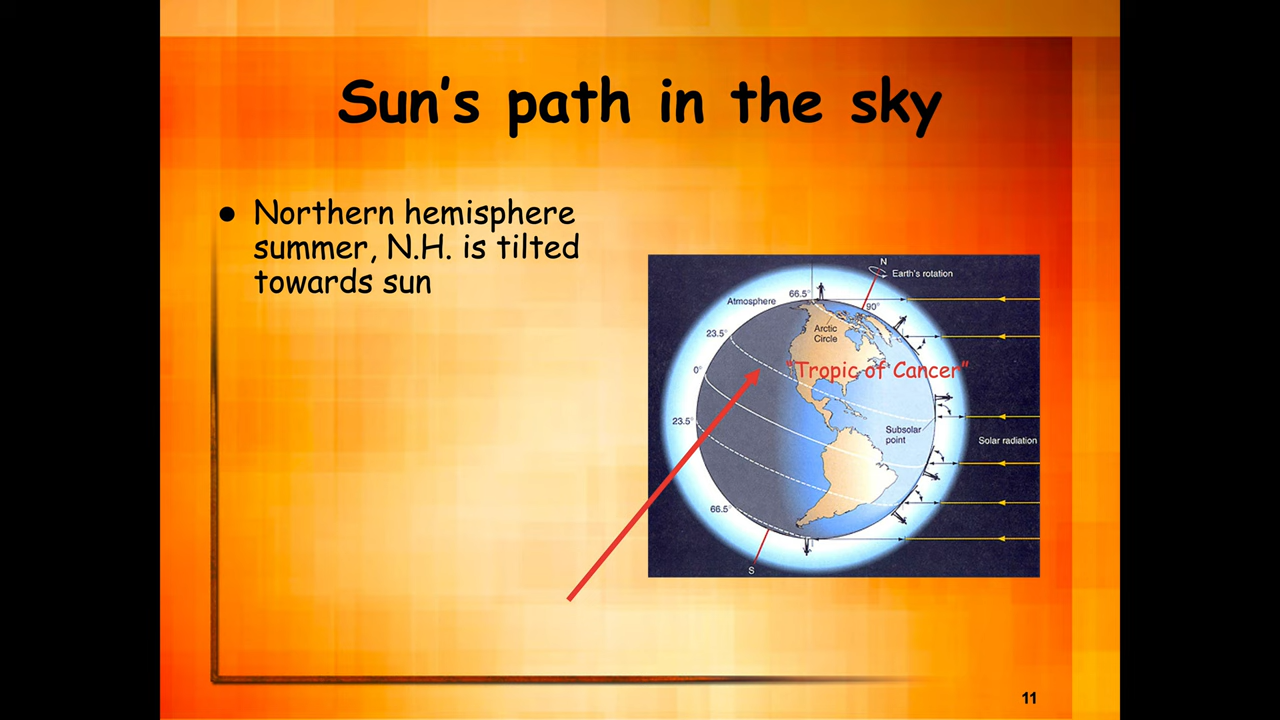 Sun's path in the sky
● Northern hemisphere
summer, N.H. is tilted
towards sun
N
Earth's rotation
66.5°
90°
Atmosphere
Arctic
Circle
23.5°
0°
"Tropic of Cancer"
23.5°
Subsolar
point
Solar radiation
66.5°
S
11